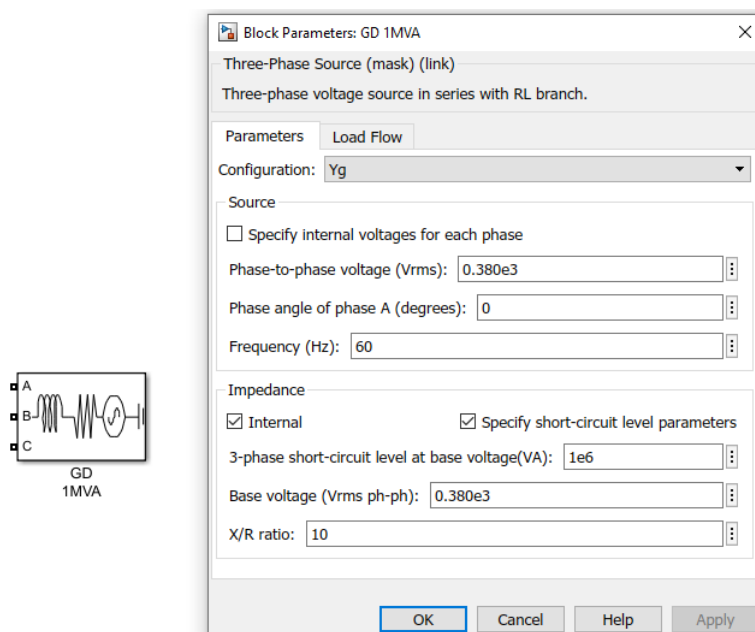 Block Parameters: GD 1MVA
Three-Phase Source (mask) (link)
Three-phase voltage source in series with RL branch.
Parameters Load Flow
Configuration: Yg
Source
Specify internal voltages for each phase
Phase-to-phase voltage (Vrms): 0.380e3
Phase angle of phase A (degrees): 0
Frequency (Hz): 60
Impedance
Internal Specify short-circuit level parameters
3-phase short-circuit level at base voltage(VA): 1e6
Base voltage (Vrms ph-ph): 0.380e3
X/R ratio: 10
OK Cancel Help Apply
A
B
C
GD
1MVA